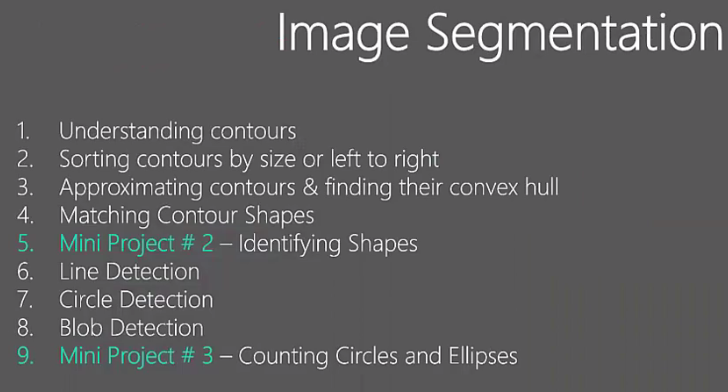 Image Segmentation
1. Understanding contours
2. Sorting contours by size or left to right
3. Approximating contours & finding their convex hull
4. Matching Contour Shapes
5. Mini Project # 2 – Identifying Shapes
6. Line Detection
7. Circle Detection
8. Blob Detection
9. Mini Project # 3 – Counting Circles and Ellipses